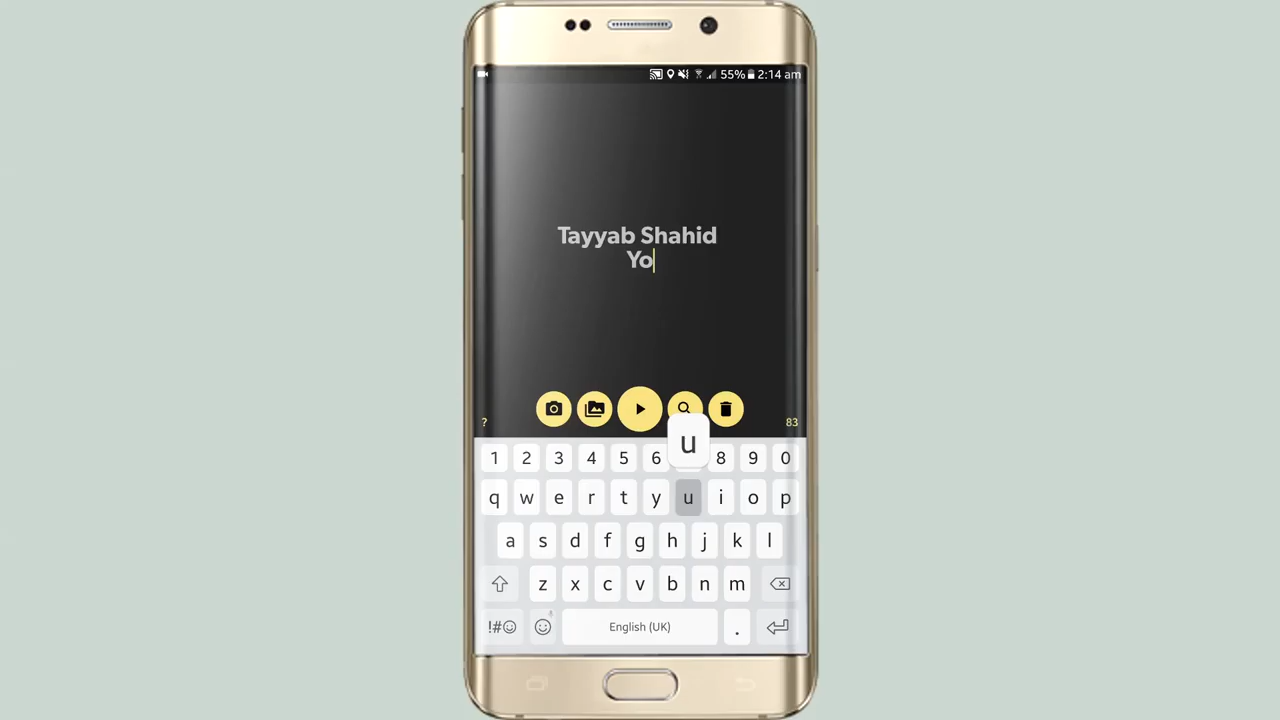 55% 2:14 am
Tayyab Shahid
Yo
? 83
u
1 2 3 4 5 6 8 9 0
q w e r t y u i o p
a s d f g h j k l
z x c v b n m
!#☺ English (UK) .